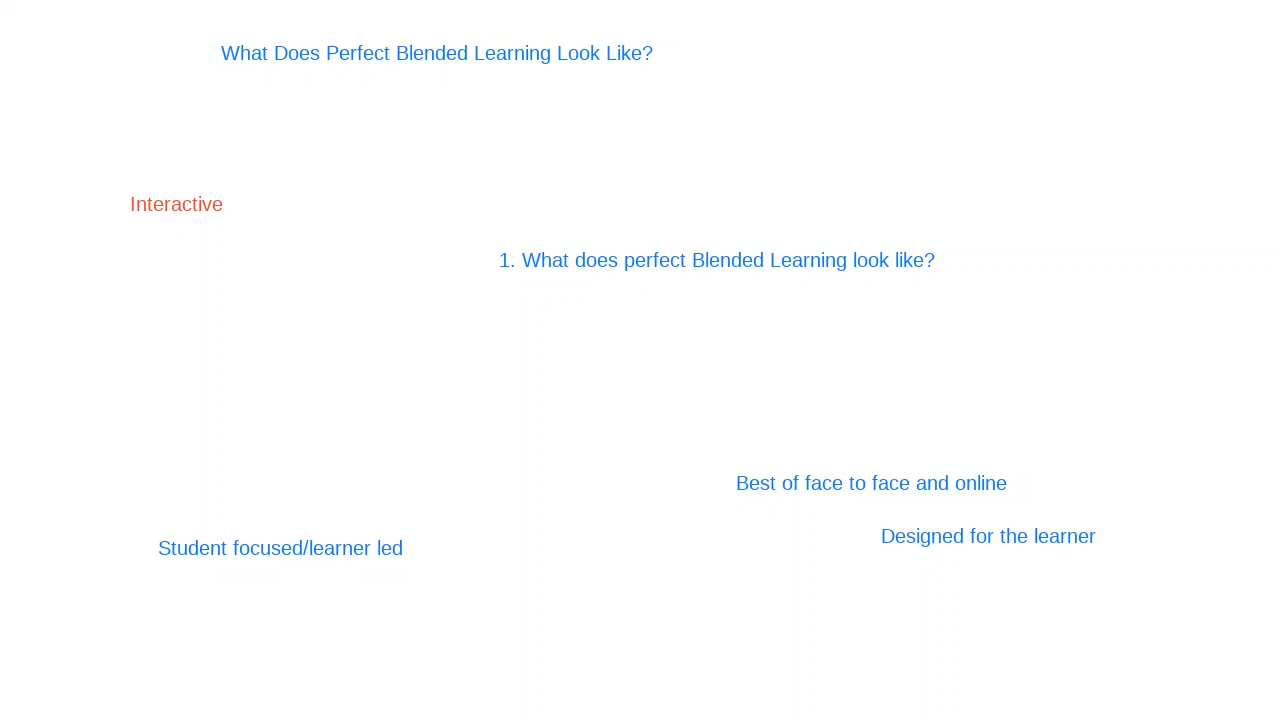 What Does Perfect Blended Learning Look Like?
Interactive
1. What does perfect Blended Learning look like?
Best of face to face and online
Designed for the learner
Student focused/learner led